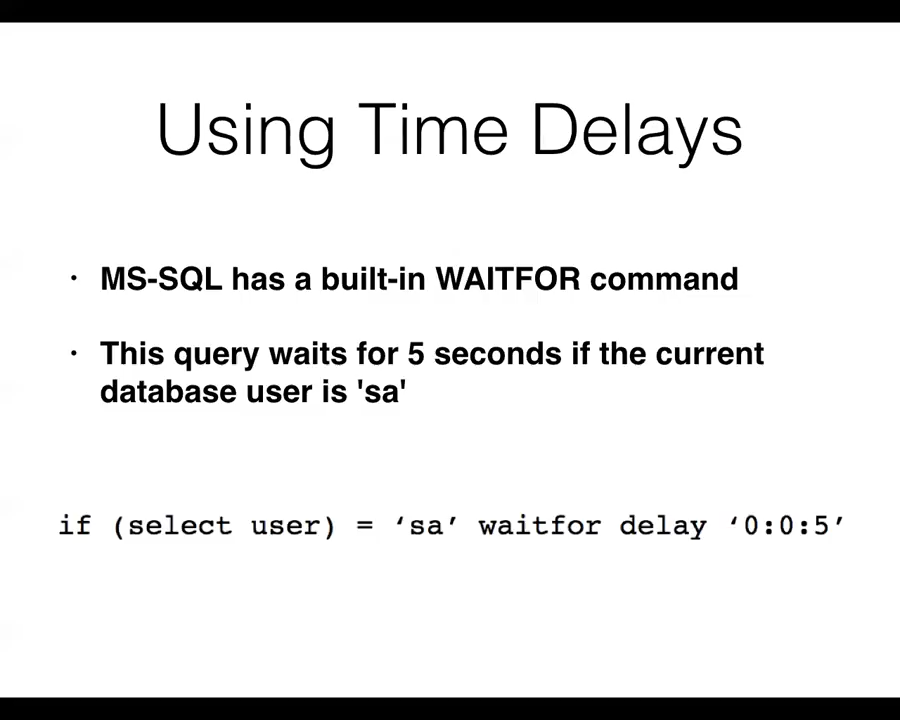 Using Time Delays
• MS-SQL has a built-in WAITFOR command
• This query waits for 5 seconds if the current
database user is 'sa'
if (select user) = ‘sa’ waitfor delay ‘0:0:5’